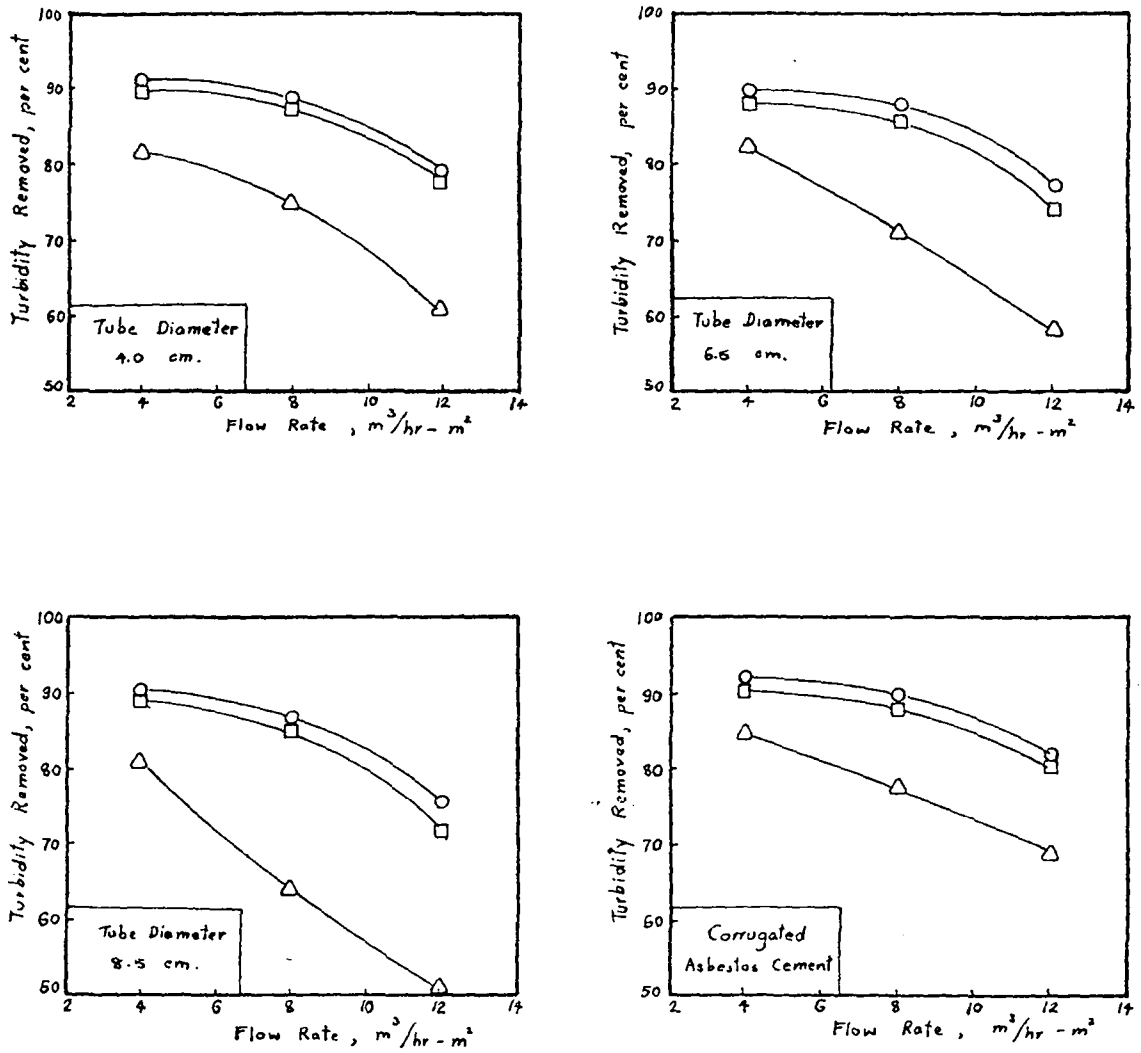 Turbidity Removed, per cent
100
90
80
70
60
50
Tube Diameter
4.0 cm.
2 4 6 8 10 12 14
Flow Rate, m³/hr - m²
Turbidity Removed, per cent
100
90
80
70
60
50
Tube Diameter
6.5 cm.
2 4 6 8 10 12 14
Flow Rate, m³/hr - m²
Turbidity Removed, per cent
100
90
80
70
60
50
Tube Diameter
8.5 cm.
2 4 6 8 10 12 14
Flow Rate, m³/hr - m²
Turbidity Removed, per cent
100
90
80
70
60
50
Corrugated
Asbestos Cement
2 4 6 8 10 12 14
Flow Rate, m³/hr - m²